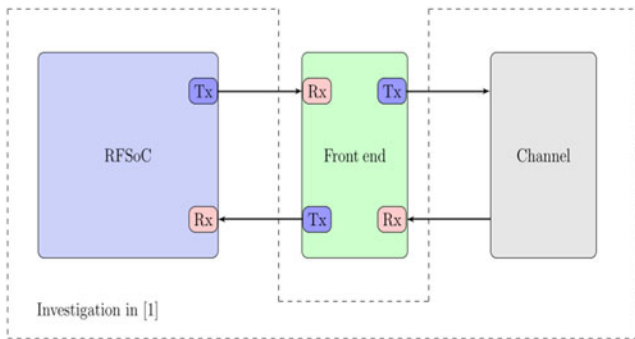 Tx Rx Tx
RFSoC Front end Channel
Rx Tx Rx
Investigation in [1]